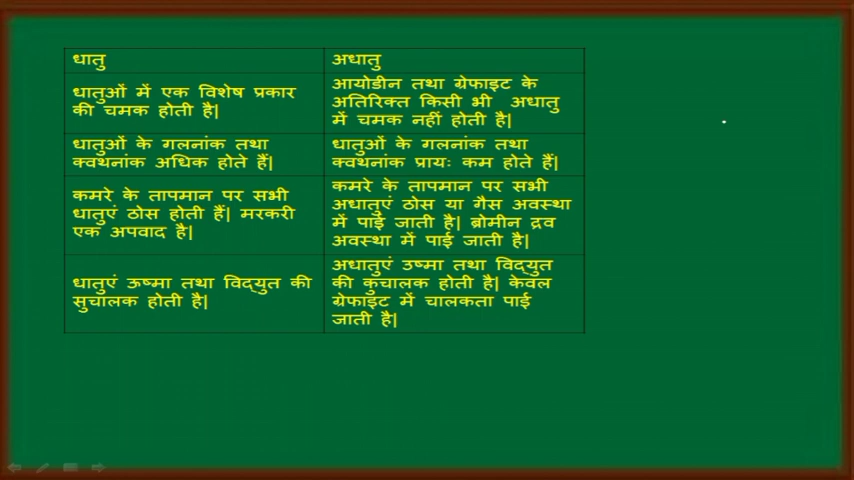 धातु
अधातु
धातुओं में एक विशेष प्रकार
की चमक होती है|
आयोडीन तथा ग्रेफाइट के
अतिरिक्त किसी भी अधातु
में चमक नहीं होती है|
धातुओं के गलनांक तथा
क्वथनांक अधिक होते हैं|
धातुओं के गलनांक तथा
क्वथनांक प्रायः कम होते हैं|
कमरे के तापमान पर सभी
धातुएं ठोस होती हैं| मरकरी
एक अपवाद है|
कमरे के तापमान पर सभी
अधातुएं ठोस या गैस अवस्था
में पाई जाती है| ब्रोमीन द्रव
अवस्था में पाई जाती है|
धातुएं ऊष्मा तथा विद्युत की
सुचालक होती है|
अधातुएं उष्मा तथा विद्युत
की कुचालक होती है| केवल
ग्रेफाइट में चालकता पाई
जाती है|